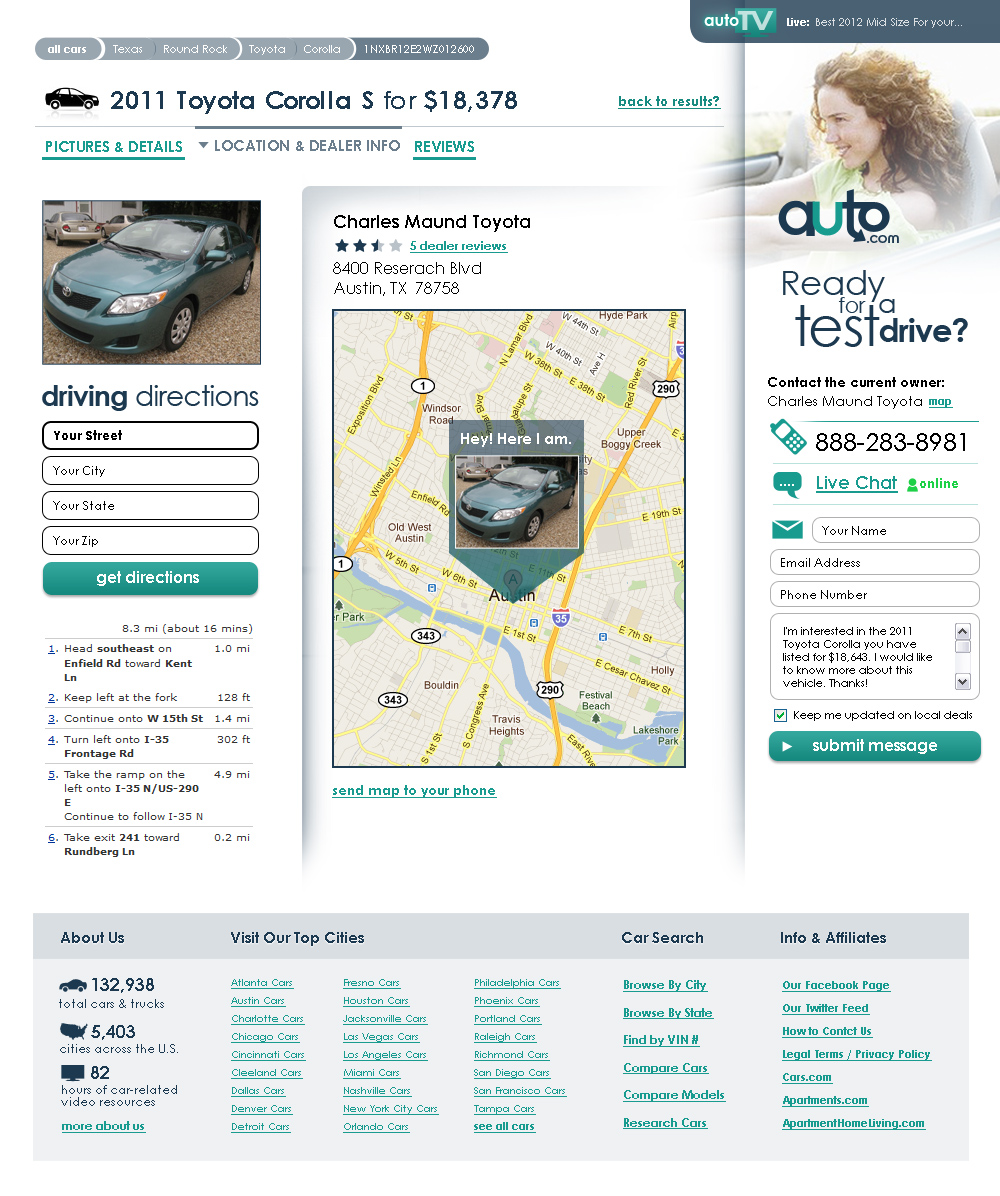 autoTV Live: Best 2012 Mid Size For your...
all cars Texas Round Rock Toyota Corolla 1NXBR12E2WZ012600
2011 Toyota Corolla S for $18,378
back to results?
PICTURES & DETAILS LOCATION & DEALER INFO REVIEWS
driving directions
Your Street
Your City
Your State
Your Zip
get directions
8.3 mi (about 16 mins)
1. Head southeast on 1.0 mi
Enfield Rd toward Kent
Ln
2. Keep left at the fork 128 ft
3. Continue onto W 15th St 1.4 mi
4. Turn left onto I-35 302 ft
Frontage Rd
5. Take the ramp on the 4.9 mi
left onto I-35 N/US-290
E
Continue to follow I-35 N
6. Take exit 241 toward 0.2 mi
Rundberg Ln
Charles Maund Toyota
5 dealer reviews
8400 Reserach Blvd
Austin, TX 78758
Hyde Park
W 44th St
Airp
N Lamar Blvd
W 40th St
Ave H
W 38th St
E 38th St
Red River St
290
1
Exposition Blvd
Windsor
Road
Upper
Boggy Creek
Hey! Here I am.
Winsted Ln
Enfield Rd
E 19th St
Old West
Austin
W 5th St
W 6th St
E 11th St
1
A
Austin
er Park
35
343
E 1st St
E 7th St
E Cesar Chavez St
Holly
Bouldin
290
343
S Congress Ave
Festival
Beach
Travis
Heights
S 1st St
East River
Lakeshore
Park
send map to your phone
auto
.com
Ready
for a
test drive?
Contact the current owner:
Charles Maund Toyota map
888-283-8981
Live Chat online
Your Name
Email Address
Phone Number
I'm interested in the 2011
Toyota Corolla you have
listed for $18,643. I would like
to know more about this
vehicle. Thanks!
Keep me updated on local deals
submit message
About Us
132,938
total cars & trucks
5,403
cities across the U.S.
82
hours of car-related
video resources
more about us
Visit Our Top Cities
Atlanta Cars
Austin Cars
Charlotte Cars
Chicago Cars
Cincinnati Cars
Cleeland Cars
Dallas Cars
Denver Cars
Detroit Cars
Fresno Cars
Houston Cars
Jacksonville Cars
Las Vegas Cars
Los Angeles Cars
Miami Cars
Nashville Cars
New York City Cars
Orlando Cars
Philadelphia Cars
Phoenix Cars
Portland Cars
Raleigh Cars
Richmond Cars
San Diego Cars
San Francisco Cars
Tampa Cars
see all cars
Car Search
Browse By City
Browse By State
Find by VIN #
Compare Cars
Compare Models
Research Cars
Info & Affiliates
Our Facebook Page
Our Twitter Feed
How to Contct Us
Legal Terms / Privacy Policy
Cars.com
Apartments.com
ApartmentHomeLiving.com